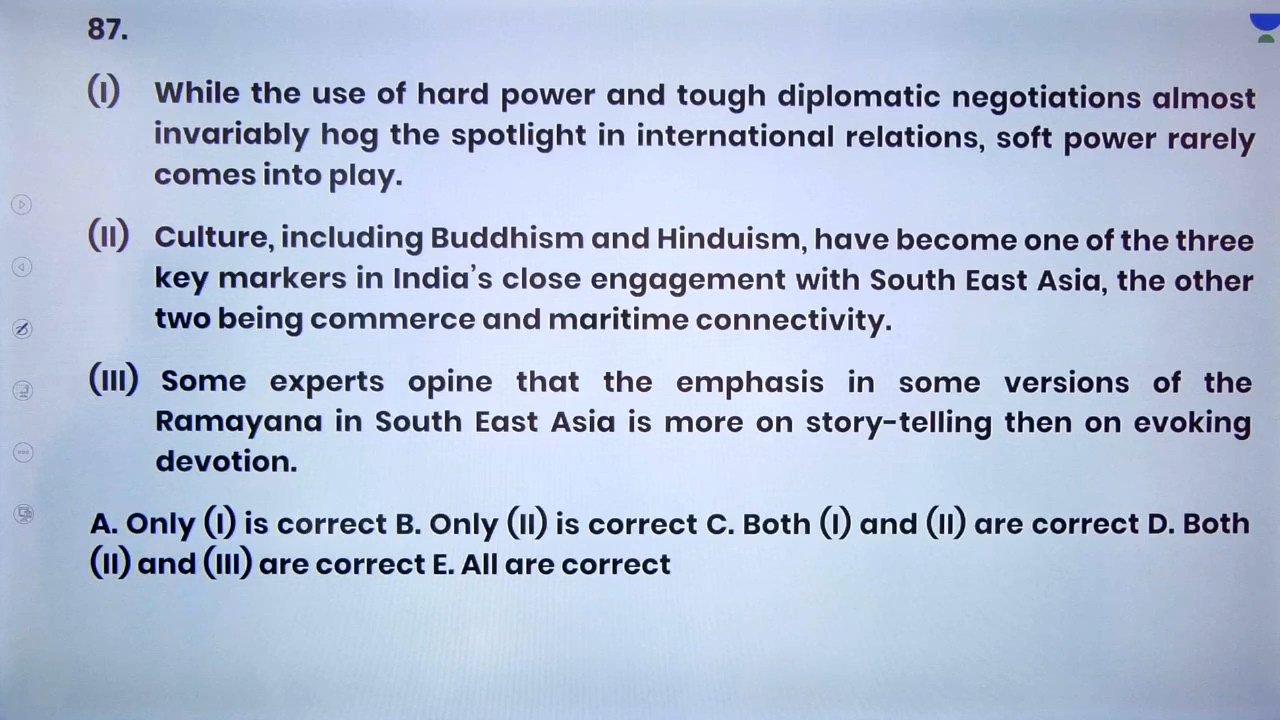 87.
(I) While the use of hard power and tough diplomatic negotiations almost
invariably hog the spotlight in international relations, soft power rarely
comes into play.
(II) Culture, including Buddhism and Hinduism, have become one of the three
key markers in India's close engagement with South East Asia, the other
two being commerce and maritime connectivity.
(III) Some experts opine that the emphasis in some versions of the
Ramayana in South East Asia is more on story-telling then on evoking
devotion.
A. Only (I) is correct B. Only (II) is correct C. Both (I) and (II) are correct D. Both
(II) and (III) are correct E. All are correct